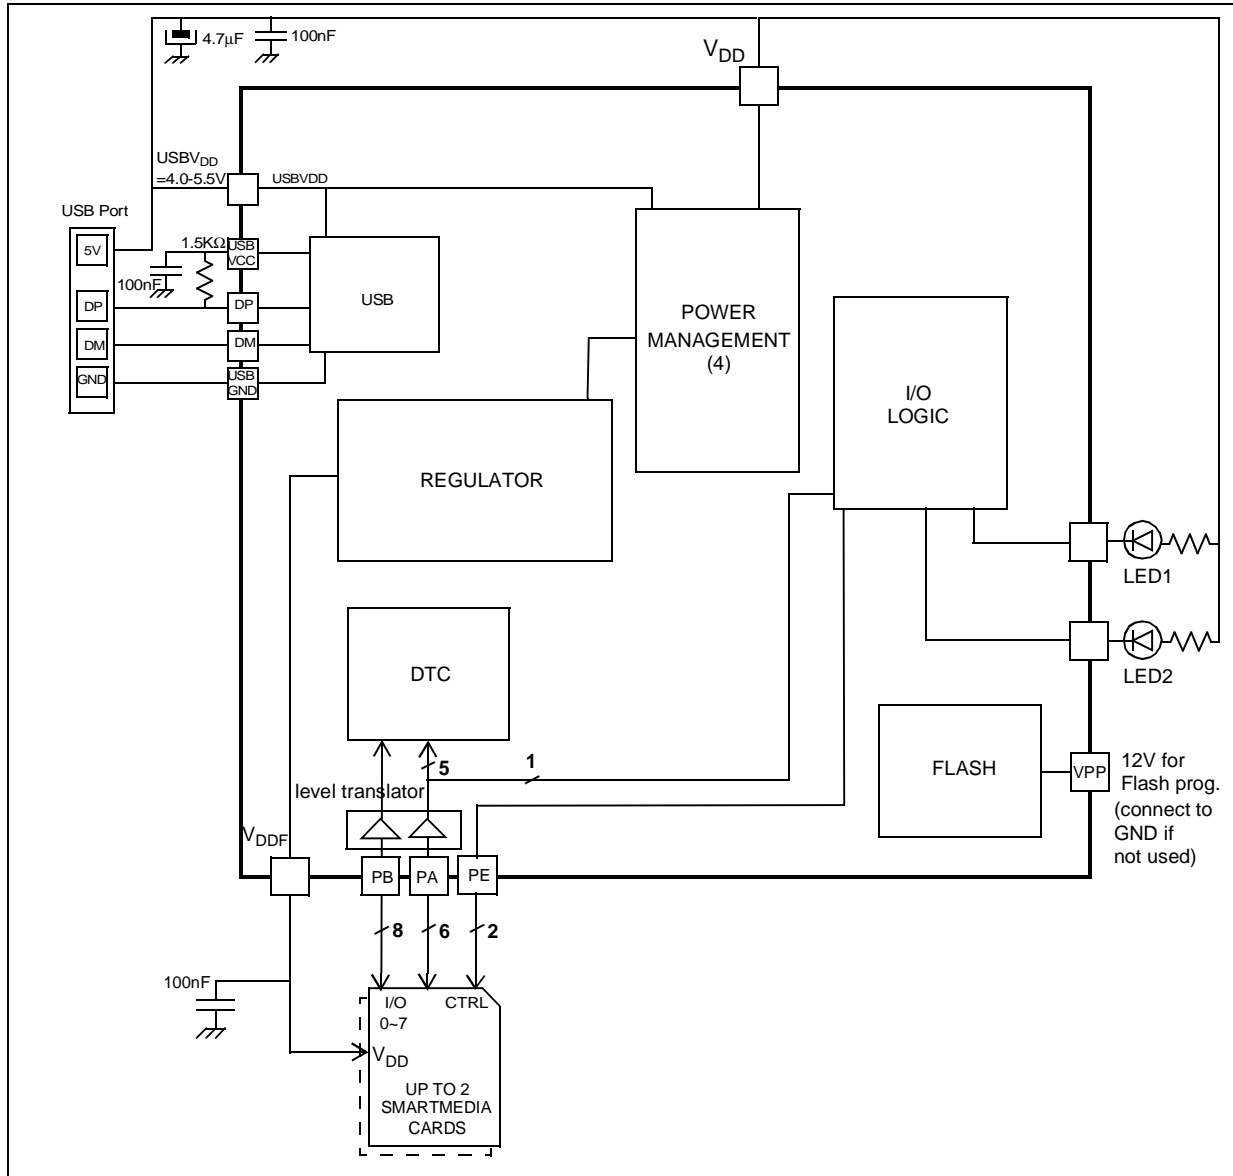 4.7µF
100nF
VDD
USBVDD
=4.0-5.5V
USBVDD
USB Port
5V
1.5KΩ
USB
VCC
100nF
DP
DP
USB
POWER
MANAGEMENT
(4)
DM
DM
GND
USB
GND
I/O
LOGIC
REGULATOR
LED1
DTC
LED2
5
1
FLASH
VPP
12V for
Flash prog.
(connect to
GND if
not used)
level translator
VDDF
PB
PA
PE
8
6
2
100nF
I/O
0~7
CTRL
VDD
UP TO 2
SMARTMEDIA
CARDS